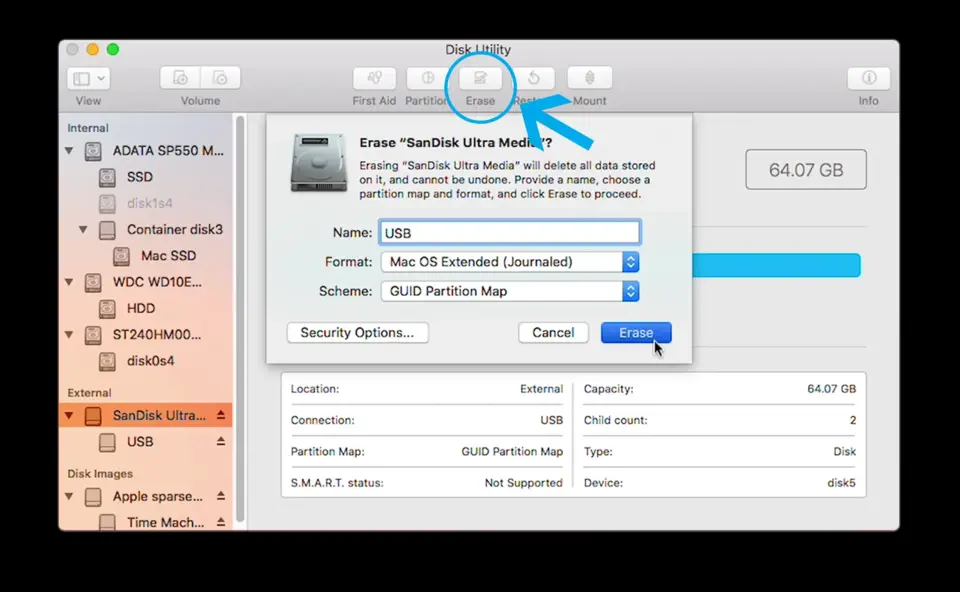 Disk Utility
View
Volume
First Aid
Partition
Erase
Mount
Info
Internal
ADATA SP550 M...
SSD
disk1s4
Container disk3
Mac SSD
WDC WD10E...
HDD
ST240HM00...
disk0s4
External
SanDisk Ultra...
USB
Disk Images
Apple sparse...
Time Mach...
Erase “SanDisk Ultra Media”?
Erasing “SanDisk Ultra Media” will delete all data stored
on it, and cannot be undone. Provide a name, choose a
partition map and format, and click Erase to proceed.
Name: USB
Format: Mac OS Extended (Journaled)
Scheme: GUID Partition Map
Security Options...
Cancel
Erase
64.07 GB
Location: External
Connection: USB
Partition Map: GUID Partition Map
S.M.A.R.T. status: Not Supported
Capacity: 64.07 GB
Child count: 2
Type: Disk
Device: disk5